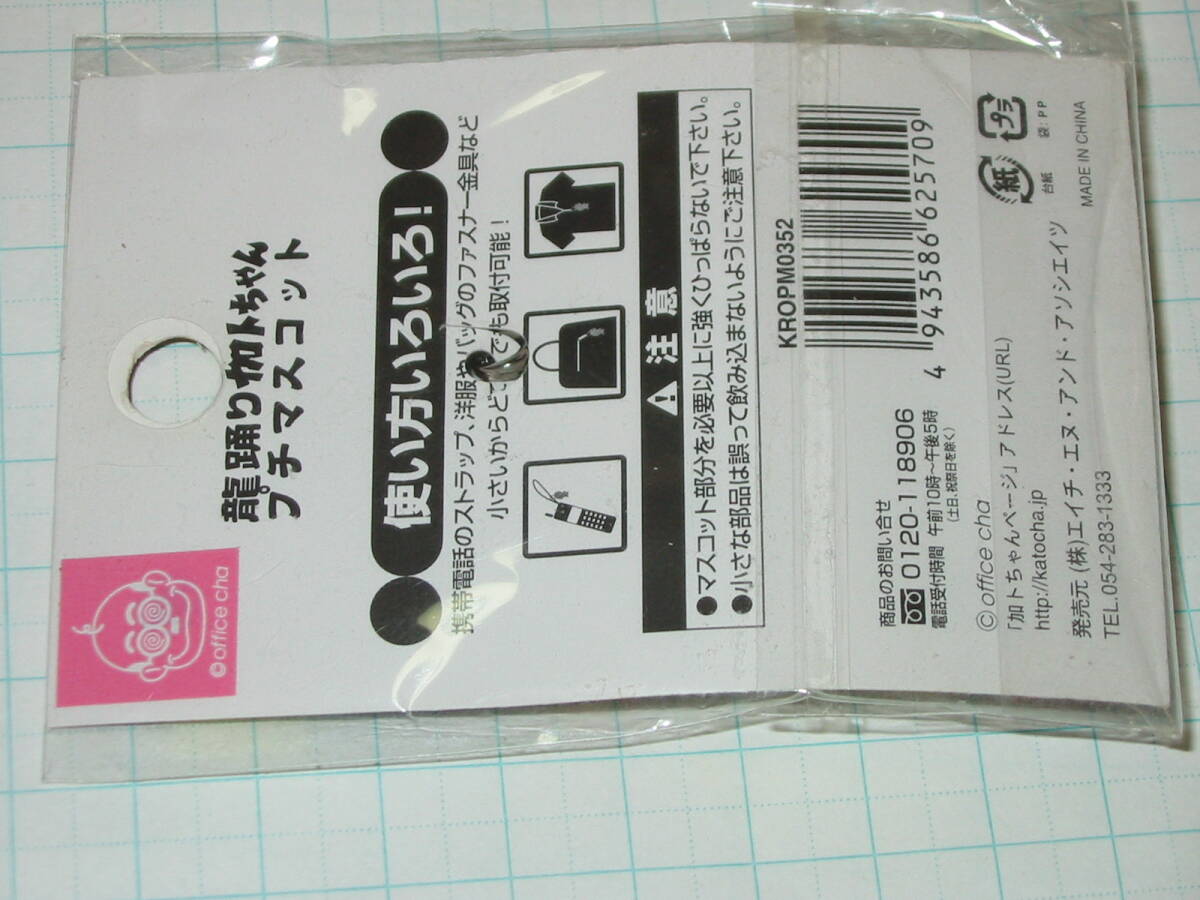 ©office cha
龍踊り加トちゃん
プチマスコット
使い方いろいろ!
携帯電話のストラップ、洋服やバッグのファスナー金具など
小さいからど でも取付可能!
注意
●マスコット部分を必要以上に強くひっぱらないで下さい。
●小さな部品は誤って飲み込まないようにご注意下さい。
KROPM0352
4 943586 625709
商品のお問い合せ
0120-118906
電話受付時間 午前10時〜午後5時
(土日、祝祭日を除く)
©office cha
「加トちゃんページ」アドレス(URL)
http://katocha.jp
発売元 (株)エイチ・エヌ・アンド・アソシエイツ
TEL.054-283-1333
紙
台紙
プラ
袋:PP
MADE IN CHINA